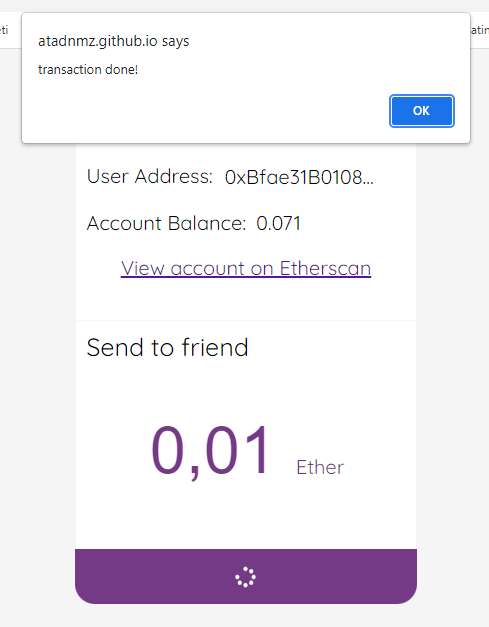 eti
atin
atadnmz.github.io says
transaction done!
OK
User Address: 0xBfae31B0108...
Account Balance: 0.071
View account on Etherscan
Send to friend
0,01 Ether